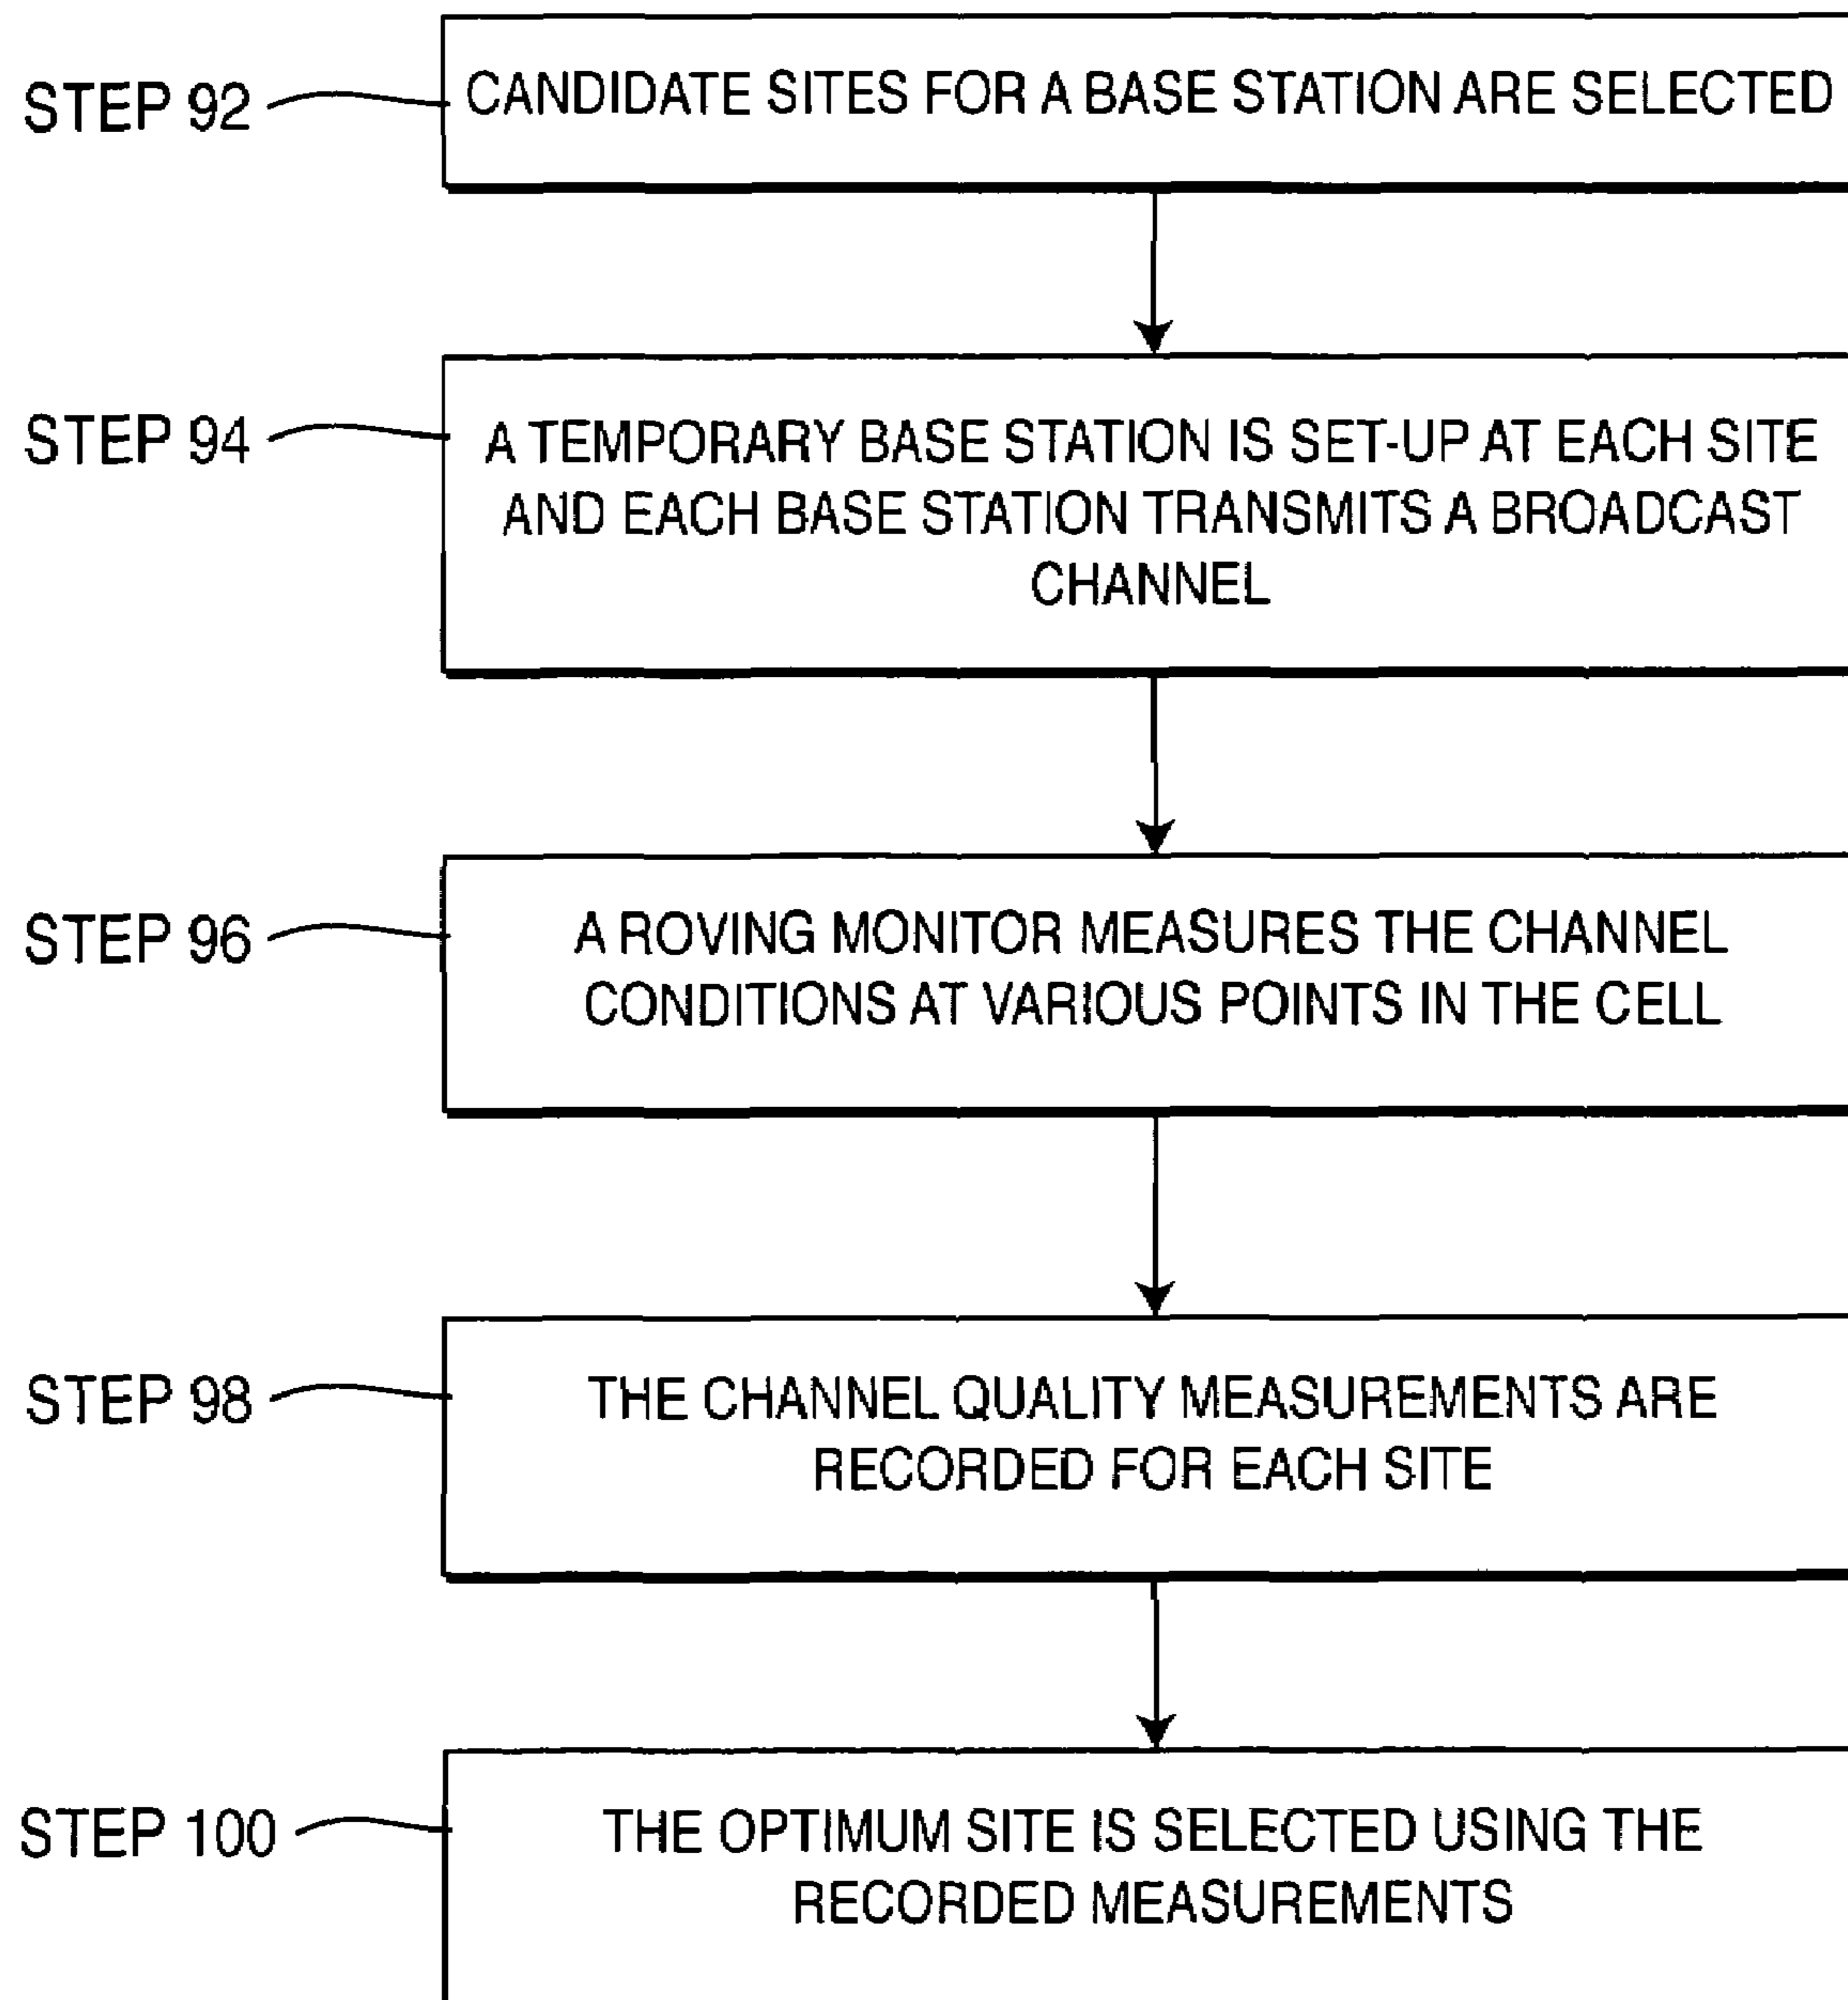 STEP 92
CANDIDATE SITES FOR A BASE STATION ARE SELECTED
STEP 94
A TEMPORARY BASE STATION IS SET-UP AT EACH SITE
AND EACH BASE STATION TRANSMITS A BROADCAST
CHANNEL
STEP 96
A ROVING MONITOR MEASURES THE CHANNEL
CONDITIONS AT VARIOUS POINTS IN THE CELL
STEP 98
THE CHANNEL QUALITY MEASUREMENTS ARE
RECORDED FOR EACH SITE
STEP 100
THE OPTIMUM SITE IS SELECTED USING THE
RECORDED MEASUREMENTS